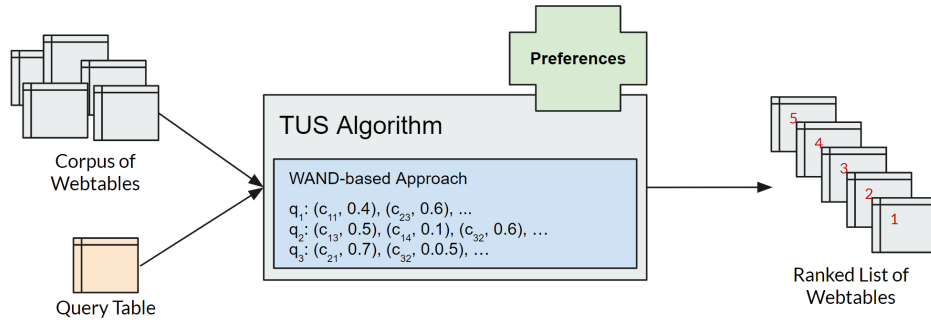 Preferences
TUS Algorithm
Corpus of
Webtables
WAND-based Approach
q1: (c11, 0.4), (c23, 0.6), ...
q2: (c13, 0.5), (c14, 0.1), (c32, 0.6), …
q3: (c21, 0.7), (c32, 0.0.5), …
Query Table
5
4
3
2
1
Ranked List of
Webtables